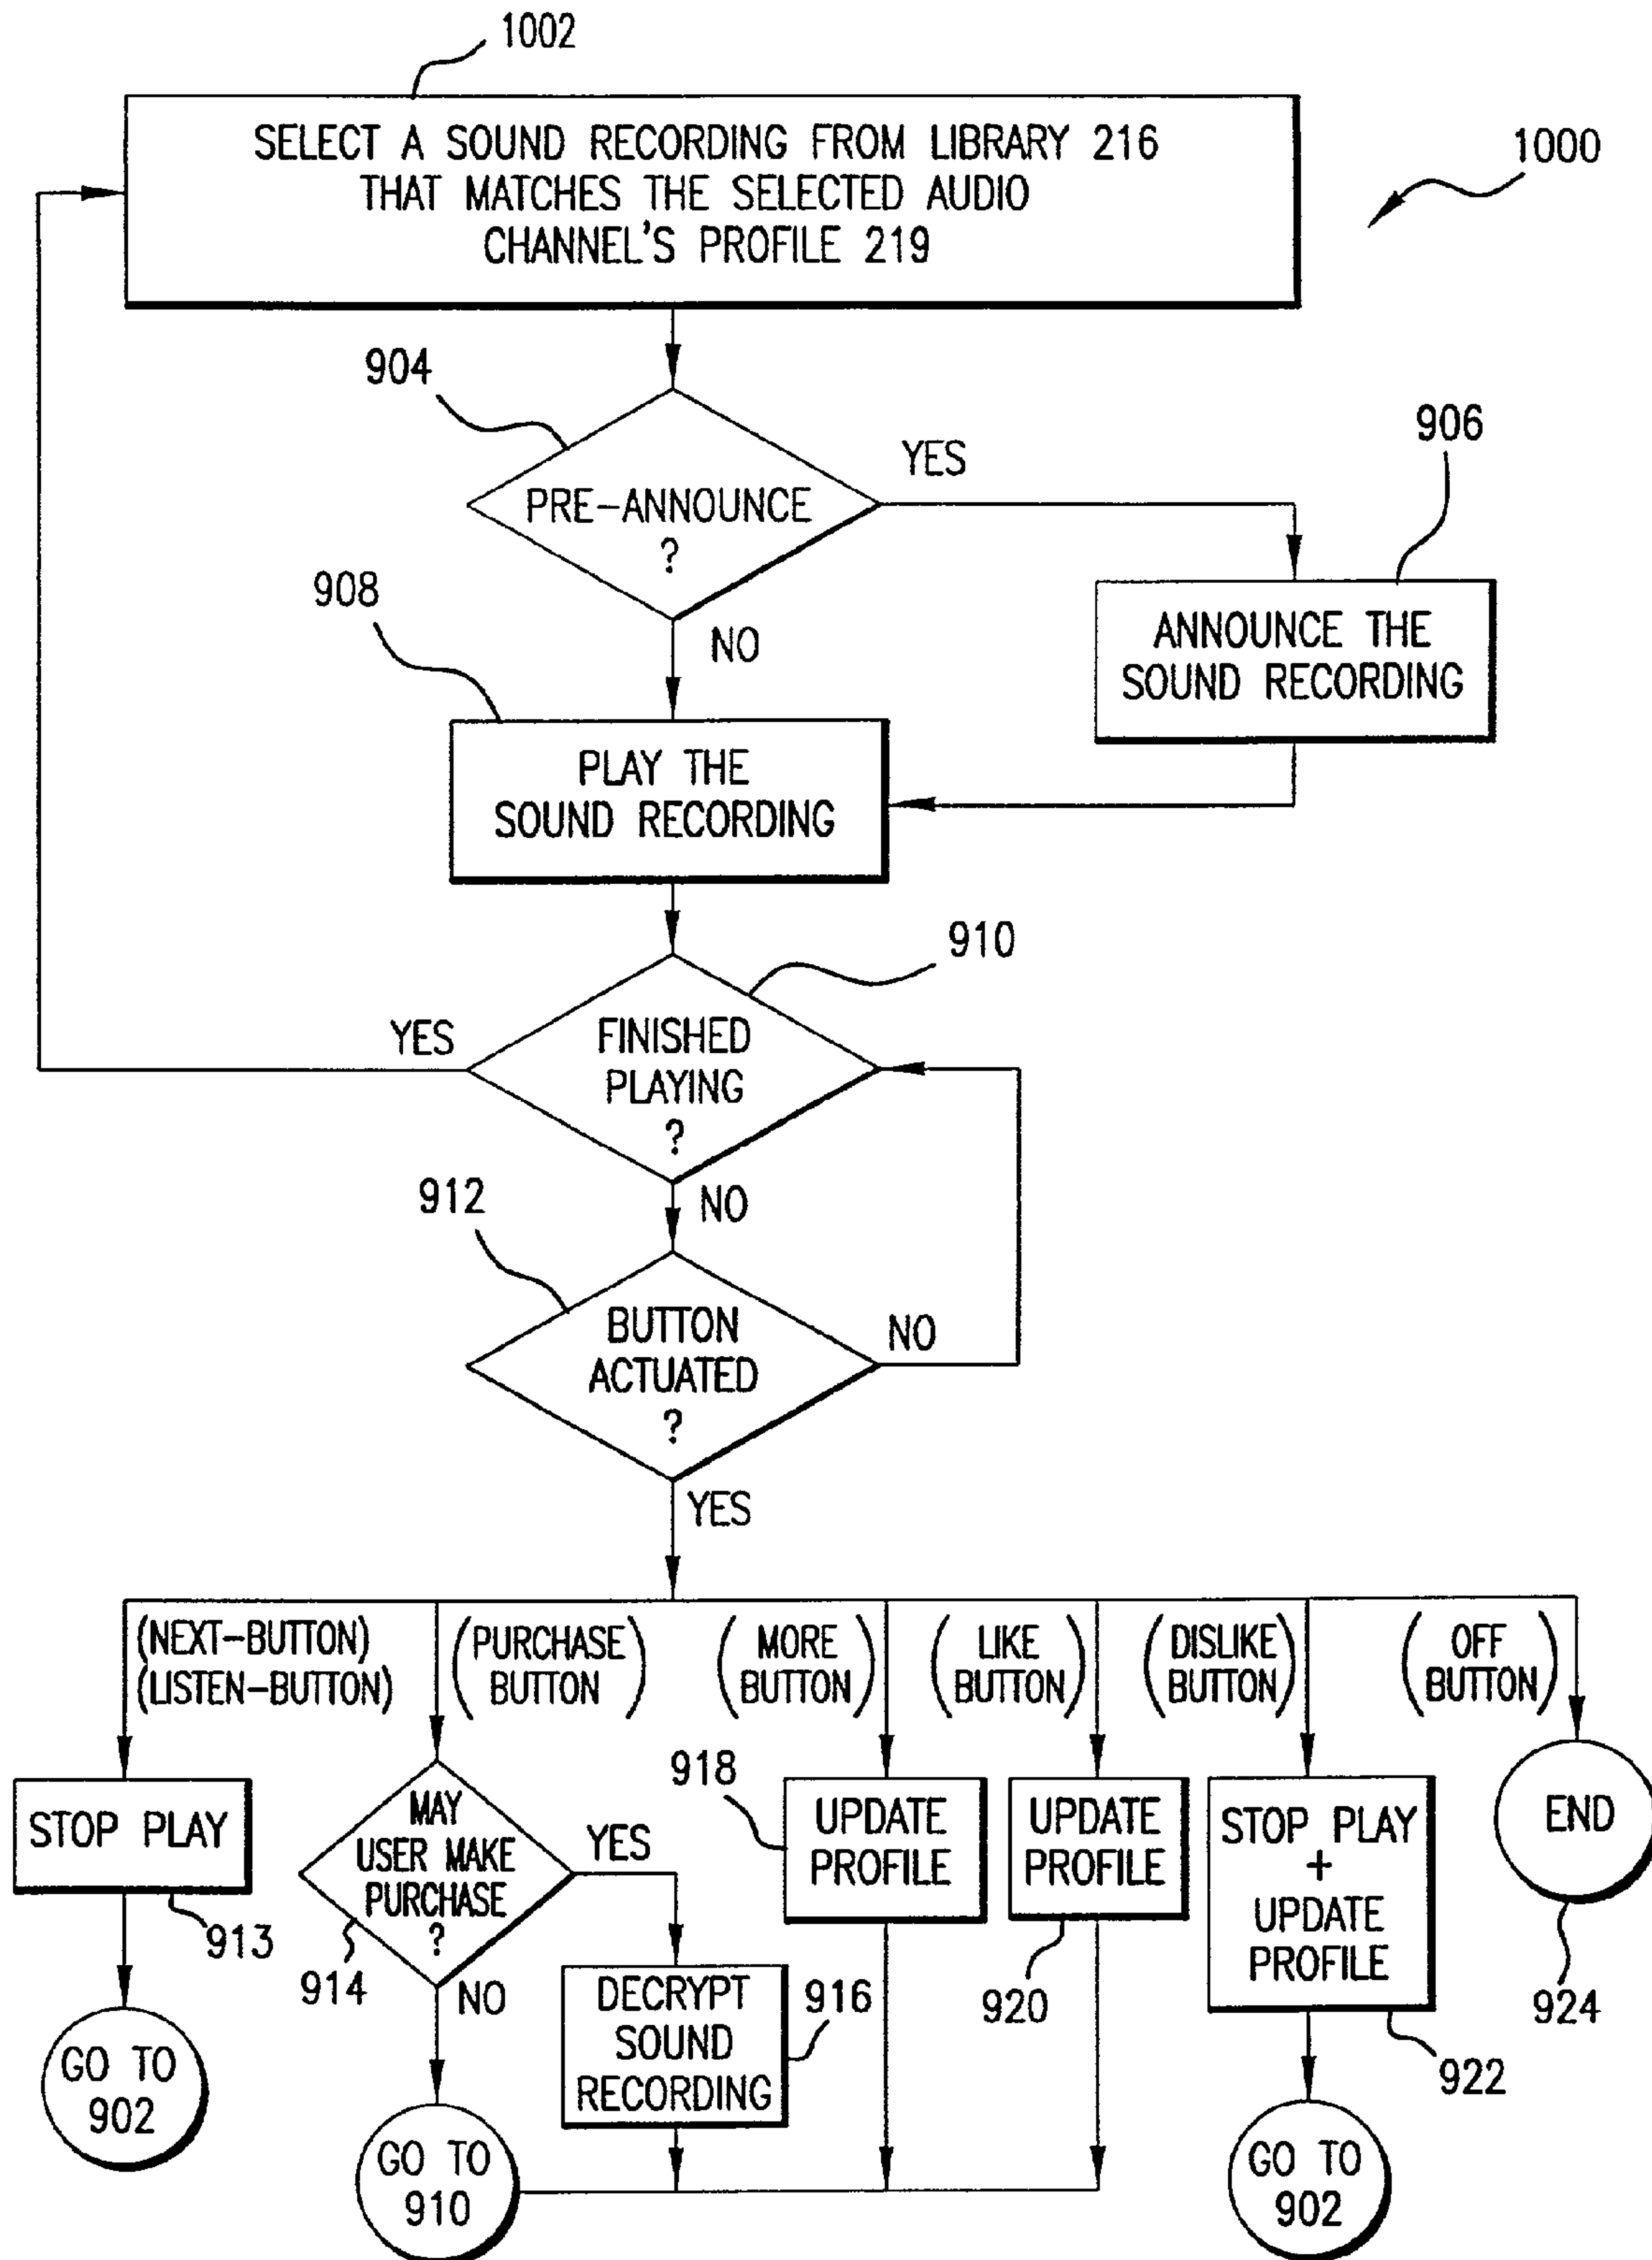 1002
SELECT A SOUND RECORDING FROM LIBRARY 216
THAT MATCHES THE SELECTED AUDIO
CHANNEL'S PROFILE 219
1000
904
PRE-ANNOUNCE
?
YES
906
NO
ANNOUNCE THE
SOUND RECORDING
908
PLAY THE
SOUND RECORDING
910
YES
FINISHED
PLAYING
?
NO
912
BUTTON
ACTUATED
?
NO
YES
(NEXT-BUTTON)
(LISTEN-BUTTON)
(PURCHASE
BUTTON)
(MORE
BUTTON)
(LIKE
BUTTON)
(DISLIKE
BUTTON)
(OFF
BUTTON)
STOP PLAY
913
GO TO
902
MAY
USER MAKE
PURCHASE
?
914
YES
NO
DECRYPT
SOUND
RECORDING
916
GO TO
910
918
UPDATE
PROFILE
UPDATE
PROFILE
920
STOP PLAY
+
UPDATE
PROFILE
922
GO TO
902
END
924